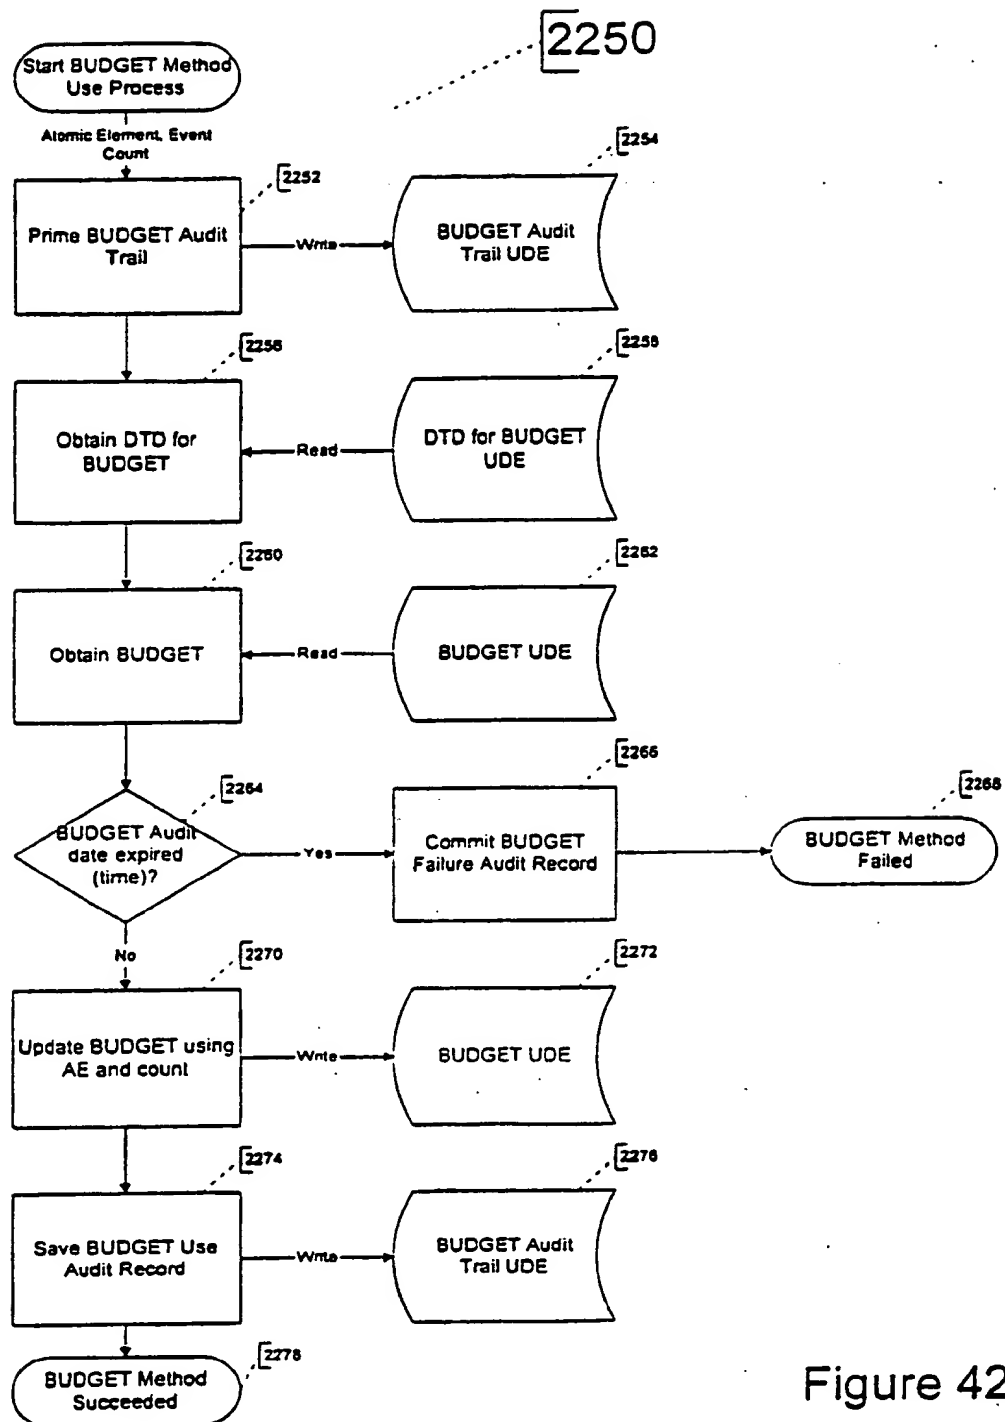 2250
Start BUDGET Method
Use Process
Atomic Element, Event
Count
2252
2254
Prime BUDGET Audit
Trail
Write
BUDGET Audit
Trail UDE
2256
2258
Obtain DTD for
BUDGET
Read
DTD for BUDGET
UDE
2260
2262
Obtain BUDGET
Read
BUDGET UDE
2264
2266
2268
BUDGET Audit
date expired
(time)?
Yes
Commit BUDGET
Failure Audit Record
BUDGET Method
Failed
No
2270
2272
Update BUDGET using
AE and count
Write
BUDGET UDE
2274
2276
Save BUDGET Use
Audit Record
Write
BUDGET Audit
Trail UDE
2278
BUDGET Method
Succeeded
Figure 42